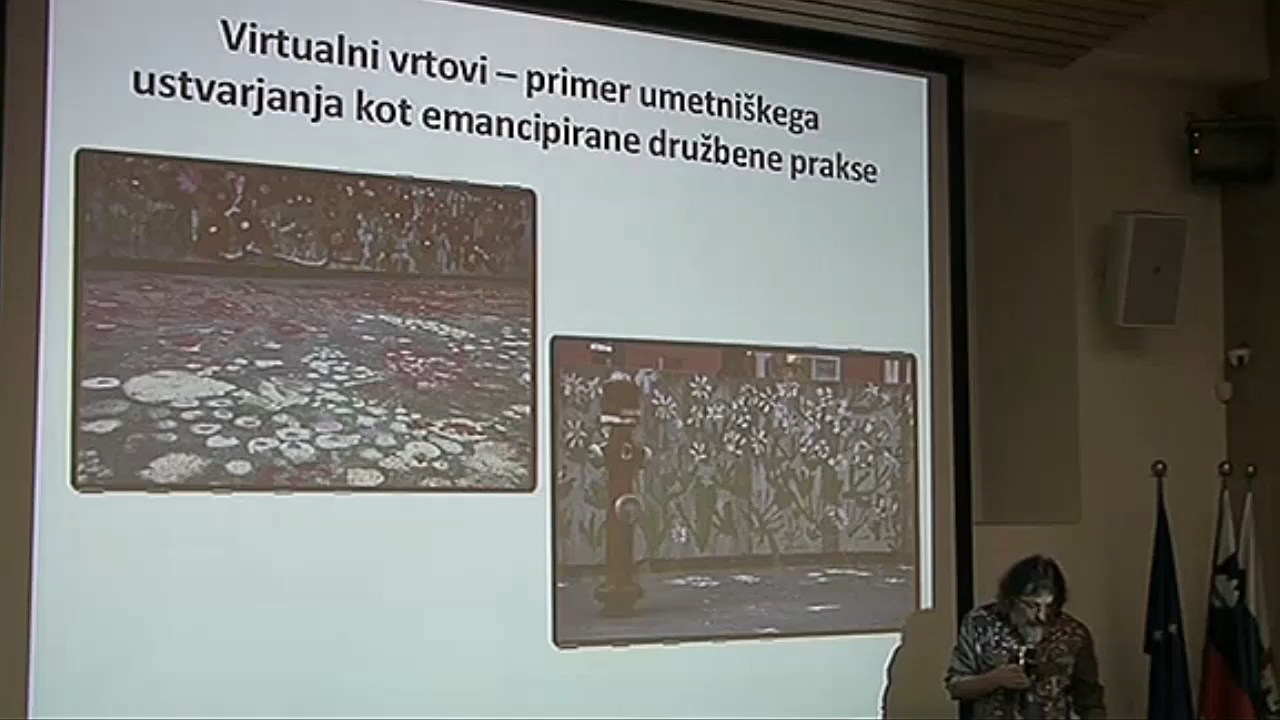 Virtualni vrtovi – primer umetniškega
ustvarjanja kot emancipirane družbene prakse